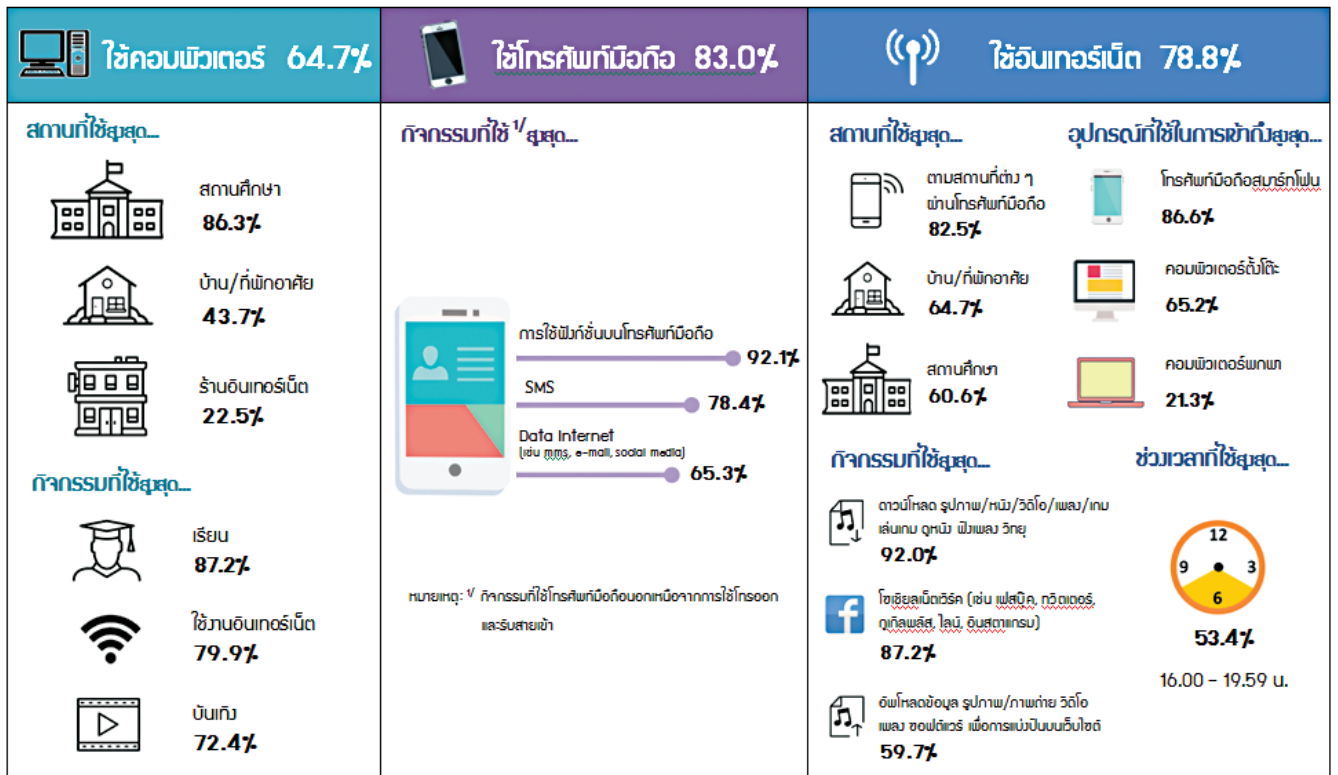 ใช้คอมพิวเตอร์ 64.7%
สถานที่ใช้สูงสุด...
สถานศึกษา
86.3%
บ้าน/ที่พักอาศัย
43.7%
ร้านอินเทอร์เน็ต
22.5%
กิจกรรมที่ใช้สูงสุด...
เรียน
87.2%
ใช้งานอินเทอร์เน็ต
79.9%
บันเทิง
72.4%
ใช้โทรศัพท์มือถือ 83.0%
กิจกรรมที่ใช้ 1/สูงสุด...
การใช้ฟังก์ชั่นบนโทรศัพท์มือถือ
92.1%
SMS
78.4%
Data Internet
(เช่น mms, e-mail, social media)
65.3%
หมายเหตุ: 1/ กิจกรรมที่ใช้โทรศัพท์มือถือนอกเหนือจากการใช้โทรออก
และรับสายเข้า
ใช้อินเทอร์เน็ต 78.8%
สถานที่ใช้สูงสุด...
ตามสถานที่ต่าง ๆ
ผ่านโทรศัพท์มือถือ
82.5%
บ้าน/ที่พักอาศัย
64.7%
สถานศึกษา
60.6%
อุปกรณ์ที่ใช้ในการเข้าถึงสูงสุด...
โทรศัพท์มือถือสมาร์ทโฟน
86.6%
คอมพิวเตอร์ตั้งโต๊ะ
65.2%
คอมพิวเตอร์พกพา
21.3%
กิจกรรมที่ใช้สูงสุด...
ดาวน์โหลด รูปภาพ/หนัง/วิดีโอ/เพลง/เกม
เล่นเกม ดูหนัง ฟังเพลง วิทยุ
92.0%
โซเชียลเน็ตเวิร์ค (เช่น เฟสบุ๊ค, ทวิตเตอร์,
กูเกิลพลัส, ไลน์, อินสตาแกรม)
87.2%
อัพโหลดข้อมูล รูปภาพ/ภาพถ่าย วิดีโอ
เพลง ซอฟต์แวร์ เพื่อการแบ่งปันบนเว็บไซต์
59.7%
ช่วงเวลาที่ใช้สูงสุด...
12
9 3
6
53.4%
16.00 - 19.59 น.